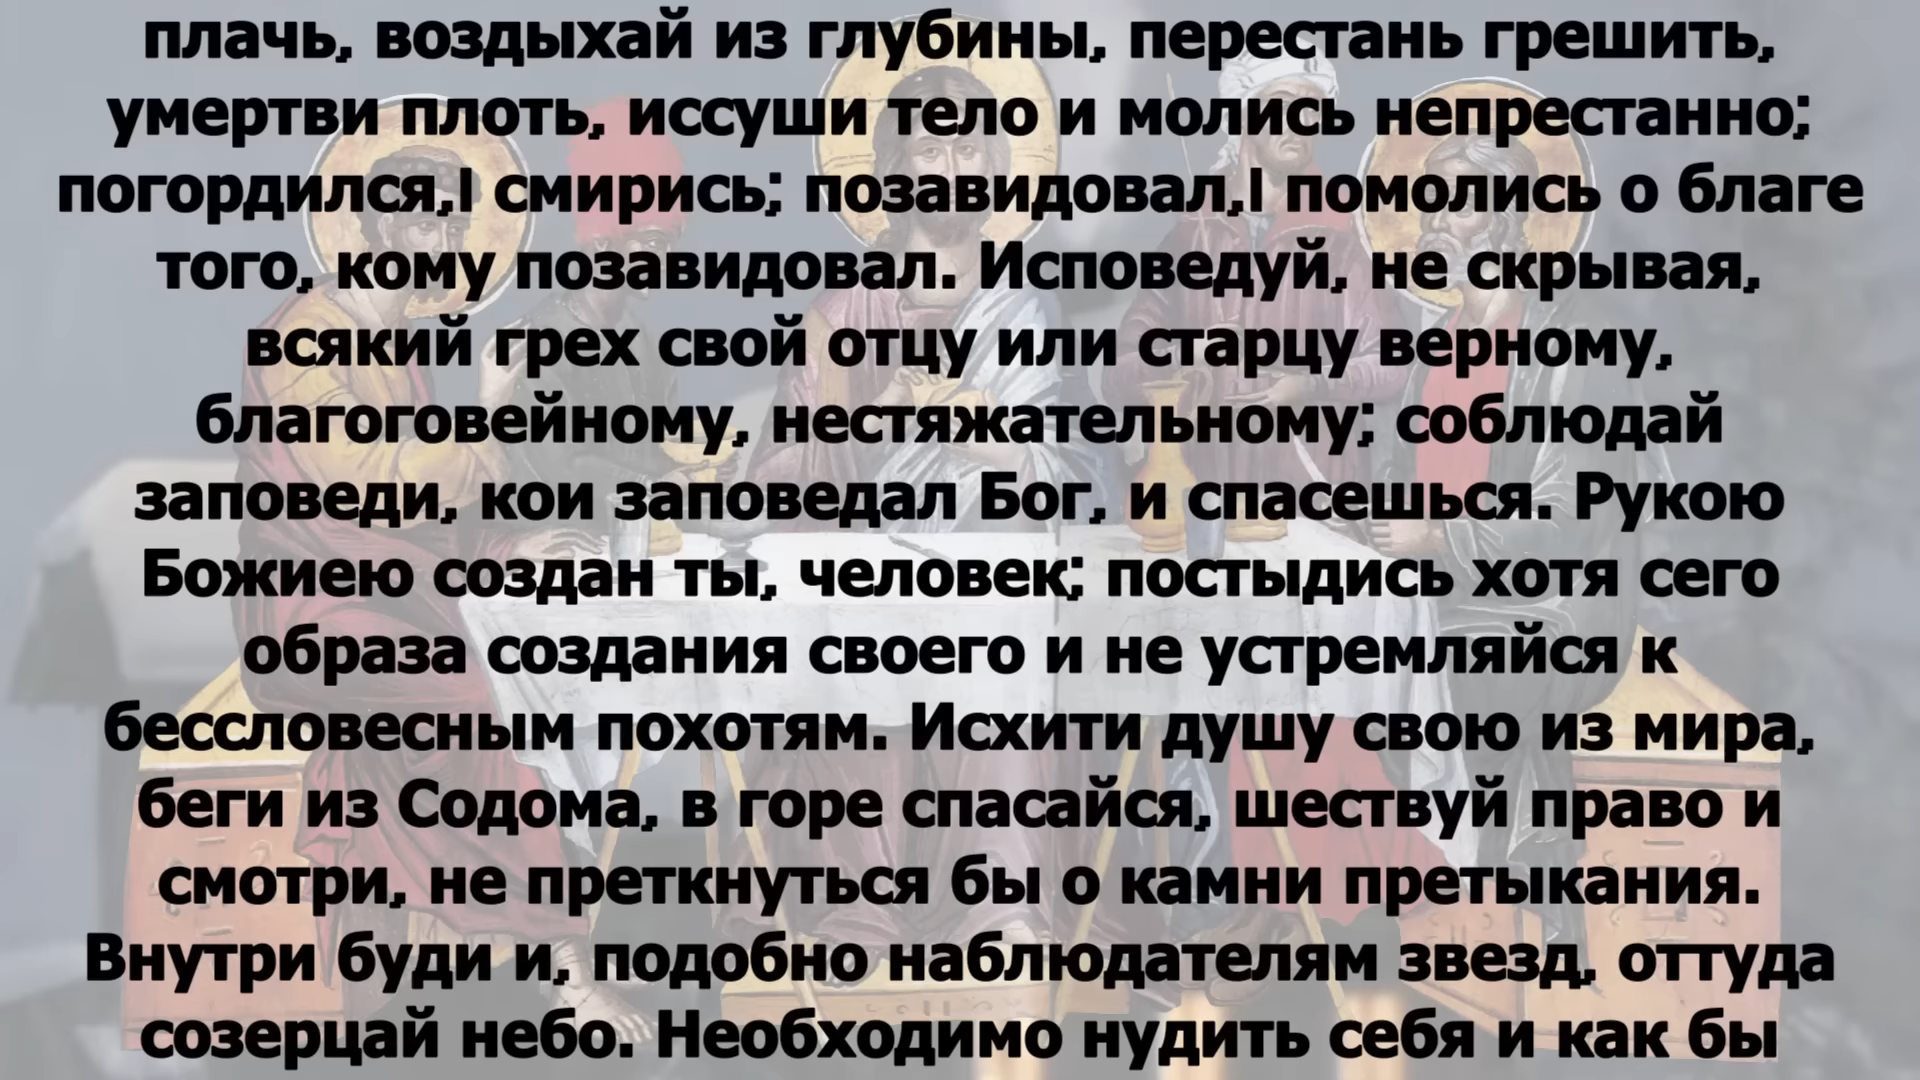 плачь, воздыхай из глубины, перестань грешить,
умертви плоть, иссуши тело и молись непрестанно;
погордился,| смирись; позавидовал,| помолись о благе
того, кому позавидовал. Исповедуй, не скрывая,
всякий грех свой отцу или старцу верному,
благоговейному, нестяжательному; соблюдай
заповеди, кои заповедал Бог, и спасешься. Рукою
Божиею создан ты, человек; постыдись хотя сего
образа создания своего и не устремляйся к
бессловесным похотям. Исхити душу свою из мира,
беги из Содома, в горе спасайся, шествуй право и
смотри, не преткнуться бы о камни претыкания.
Внутри буди и, подобно наблюдателям звезд, оттуда
созерцай небо. Необходимо нудить себя и как бы